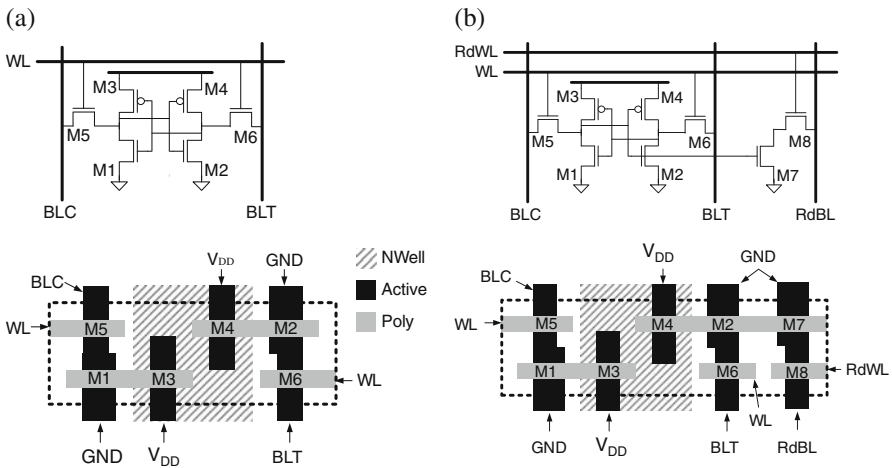 (a)
WL
M3
M4
M5
M6
M1
M2
BLC
BLT
BLC
VDD
GND
WL
M5
M4
M2
M1
M3
M6
WL
GND
VDD
BLT
NWell
Active
Poly
(b)
RdWL
WL
M3
M4
M5
M6
M8
M1
M2
M7
BLC
BLT
RdBL
BLC
VDD
GND
WL
M5
M4
M2
M7
M1
M3
M6
M8
RdWL
WL
GND
VDD
BLT
RdBL